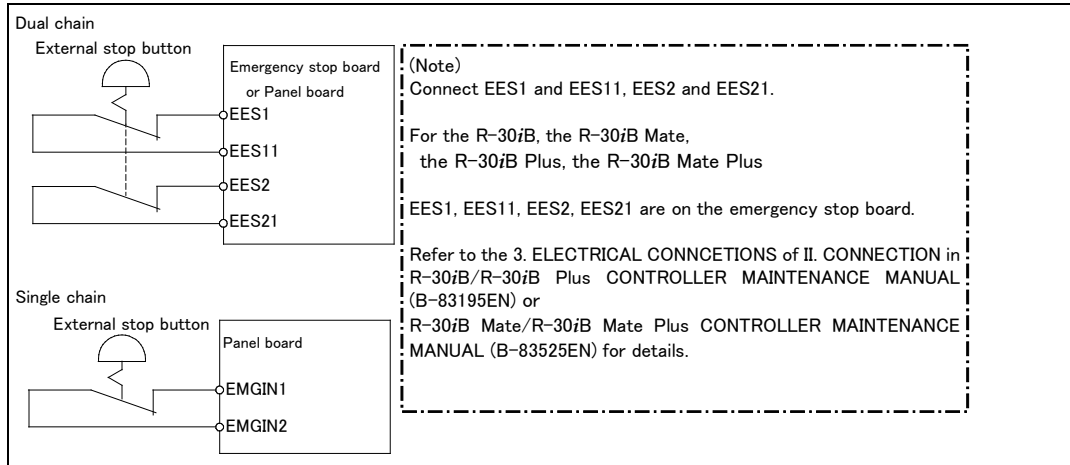 Dual chain
External stop button
Emergency stop board
or Panel board
EES1
EES11
EES2
EES21
Single chain
External stop button
Panel board
EMGIN1
EMGIN2
(Note)
Connect EES1 and EES11, EES2 and EES21.
For the R-30iB, the R-30iB Mate,
the R-30iB Plus, the R-30iB Mate Plus
EES1, EES11, EES2, EES21 are on the emergency stop board.
Refer to the 3. ELECTRICAL CONNCETIONS of II. CONNECTION in
R-30iB/R-30iB Plus CONTROLLER MAINTENANCE MANUAL
(B-83195EN) or
R-30iB Mate/R-30iB Mate Plus CONTROLLER MAINTENANCE
MANUAL (B-83525EN) for details.